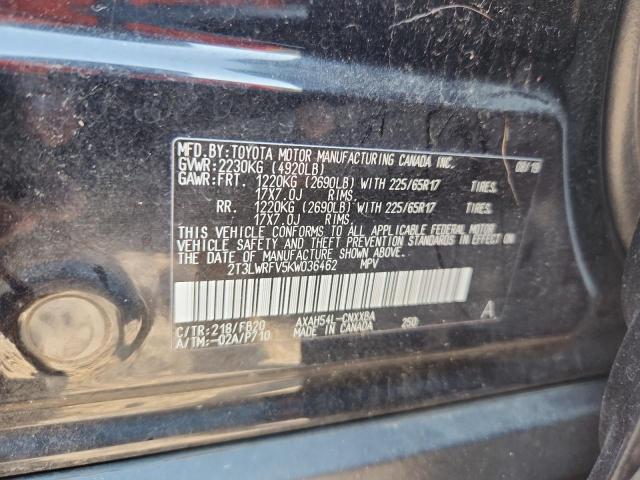 MFD.BY:TOYOTA MOTOR MANUFACTURING CANADA INC. 08/19
GVWR:2230KG (4920LB)
GAWR:FRT. 1220KG (2690LB) WITH 225/65R17 TIRES.
17X7.0J RIMS.
RR. 1220KG (2690LB) WITH 225/65R17 TIRES.
17X7.0J RIMS.
THIS VEHICLE CONFORMS TO ALL APPLICABLE FEDERAL MOTOR
VEHICLE SAFETY AND THEFT PREVENTION STANDARDS IN EFFECT ON
THE DATE OF MANUFACTURE SHOWN ABOVE.
2T3LWRFV5KW036462 MPV
C/TR:218/FB20 AXAH54L-CNXXBA 250 A
A/TM:-02A/P710 MADE IN CANADA